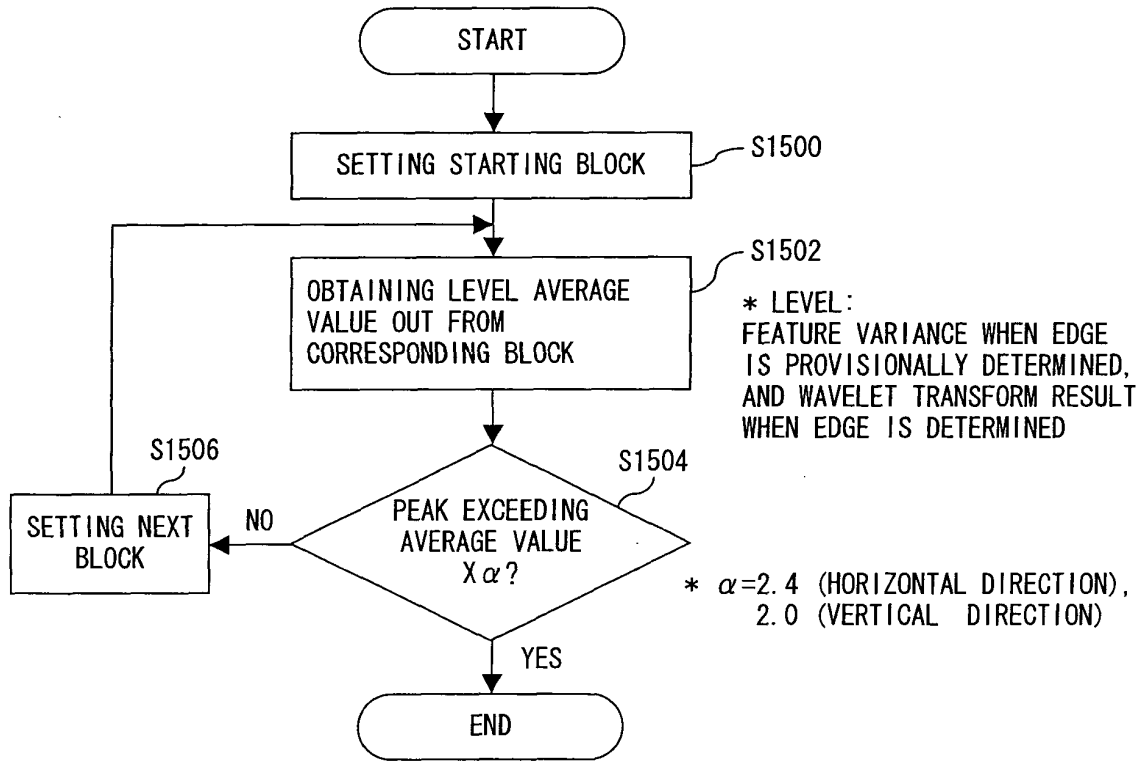 START
SETTING STARTING BLOCK
S1500
OBTAINING LEVEL AVERAGE
VALUE OUT FROM
CORRESPONDING BLOCK
S1502
* LEVEL:
FEATURE VARIANCE WHEN EDGE
IS PROVISIONALLY DETERMINED,
AND WAVELET TRANSFORM RESULT
WHEN EDGE IS DETERMINED
PEAK EXCEEDING
AVERAGE VALUE
X α?
S1504
* α=2.4 (HORIZONTAL DIRECTION),
2.0 (VERTICAL DIRECTION)
NO
S1506
SETTING NEXT
BLOCK
YES
END